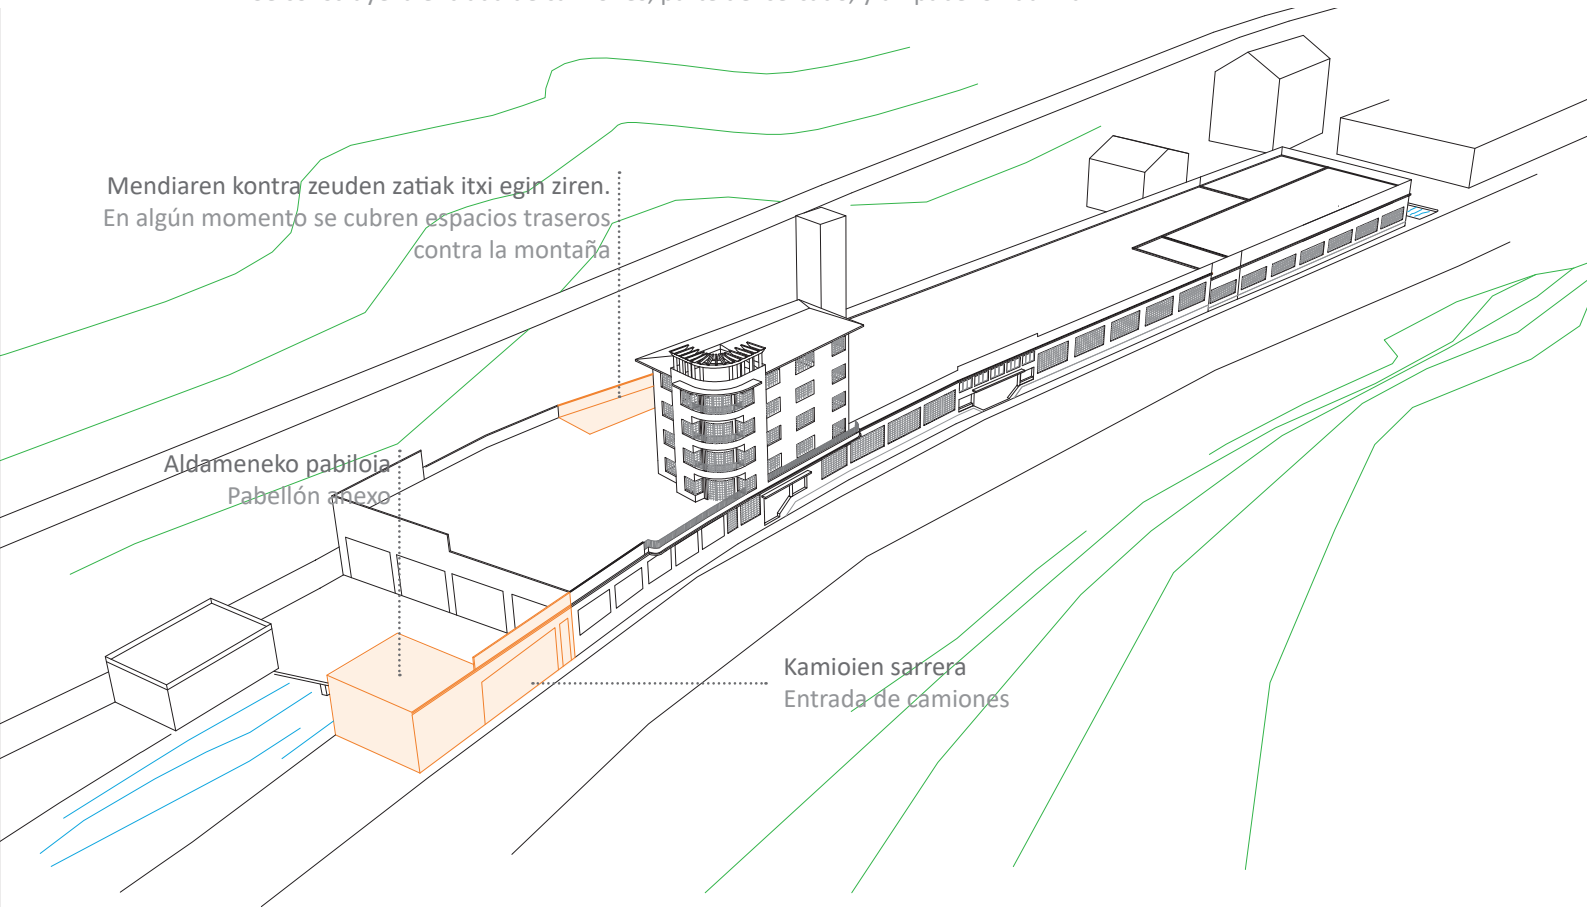 Mendiaren kontra zeuden zatiak itxi egin ziren.
En algún momento se cubren espacios traseros
contra la montaña
Aldameneko pabiloia
Pabellón anexo
Kamioien sarrera
Entrada de camiones